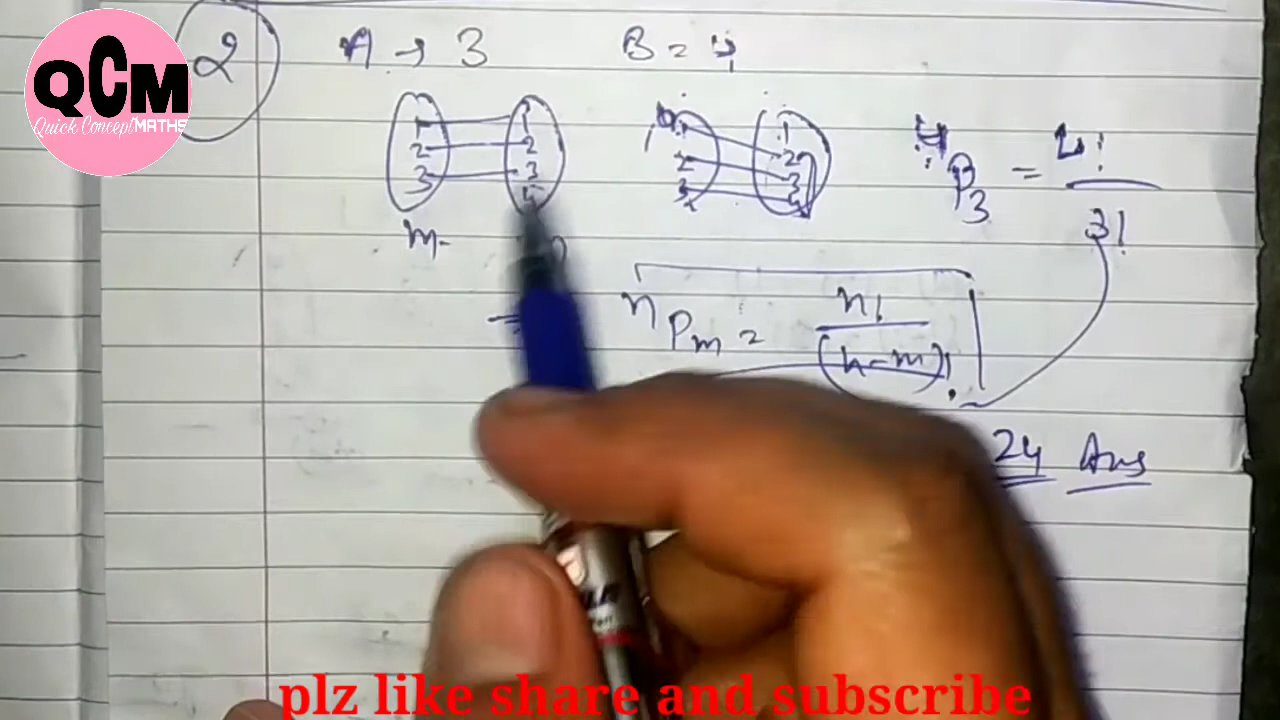 QCM
Quick Concept MATHS
2
A → 3 B = 4
1 1
2 2
3 3
4
1 1
2 2
3 3
4
4P3 = 4!/3!
m
nPm = n!/(n-m)!
24 Ans
plz like share and subscribe